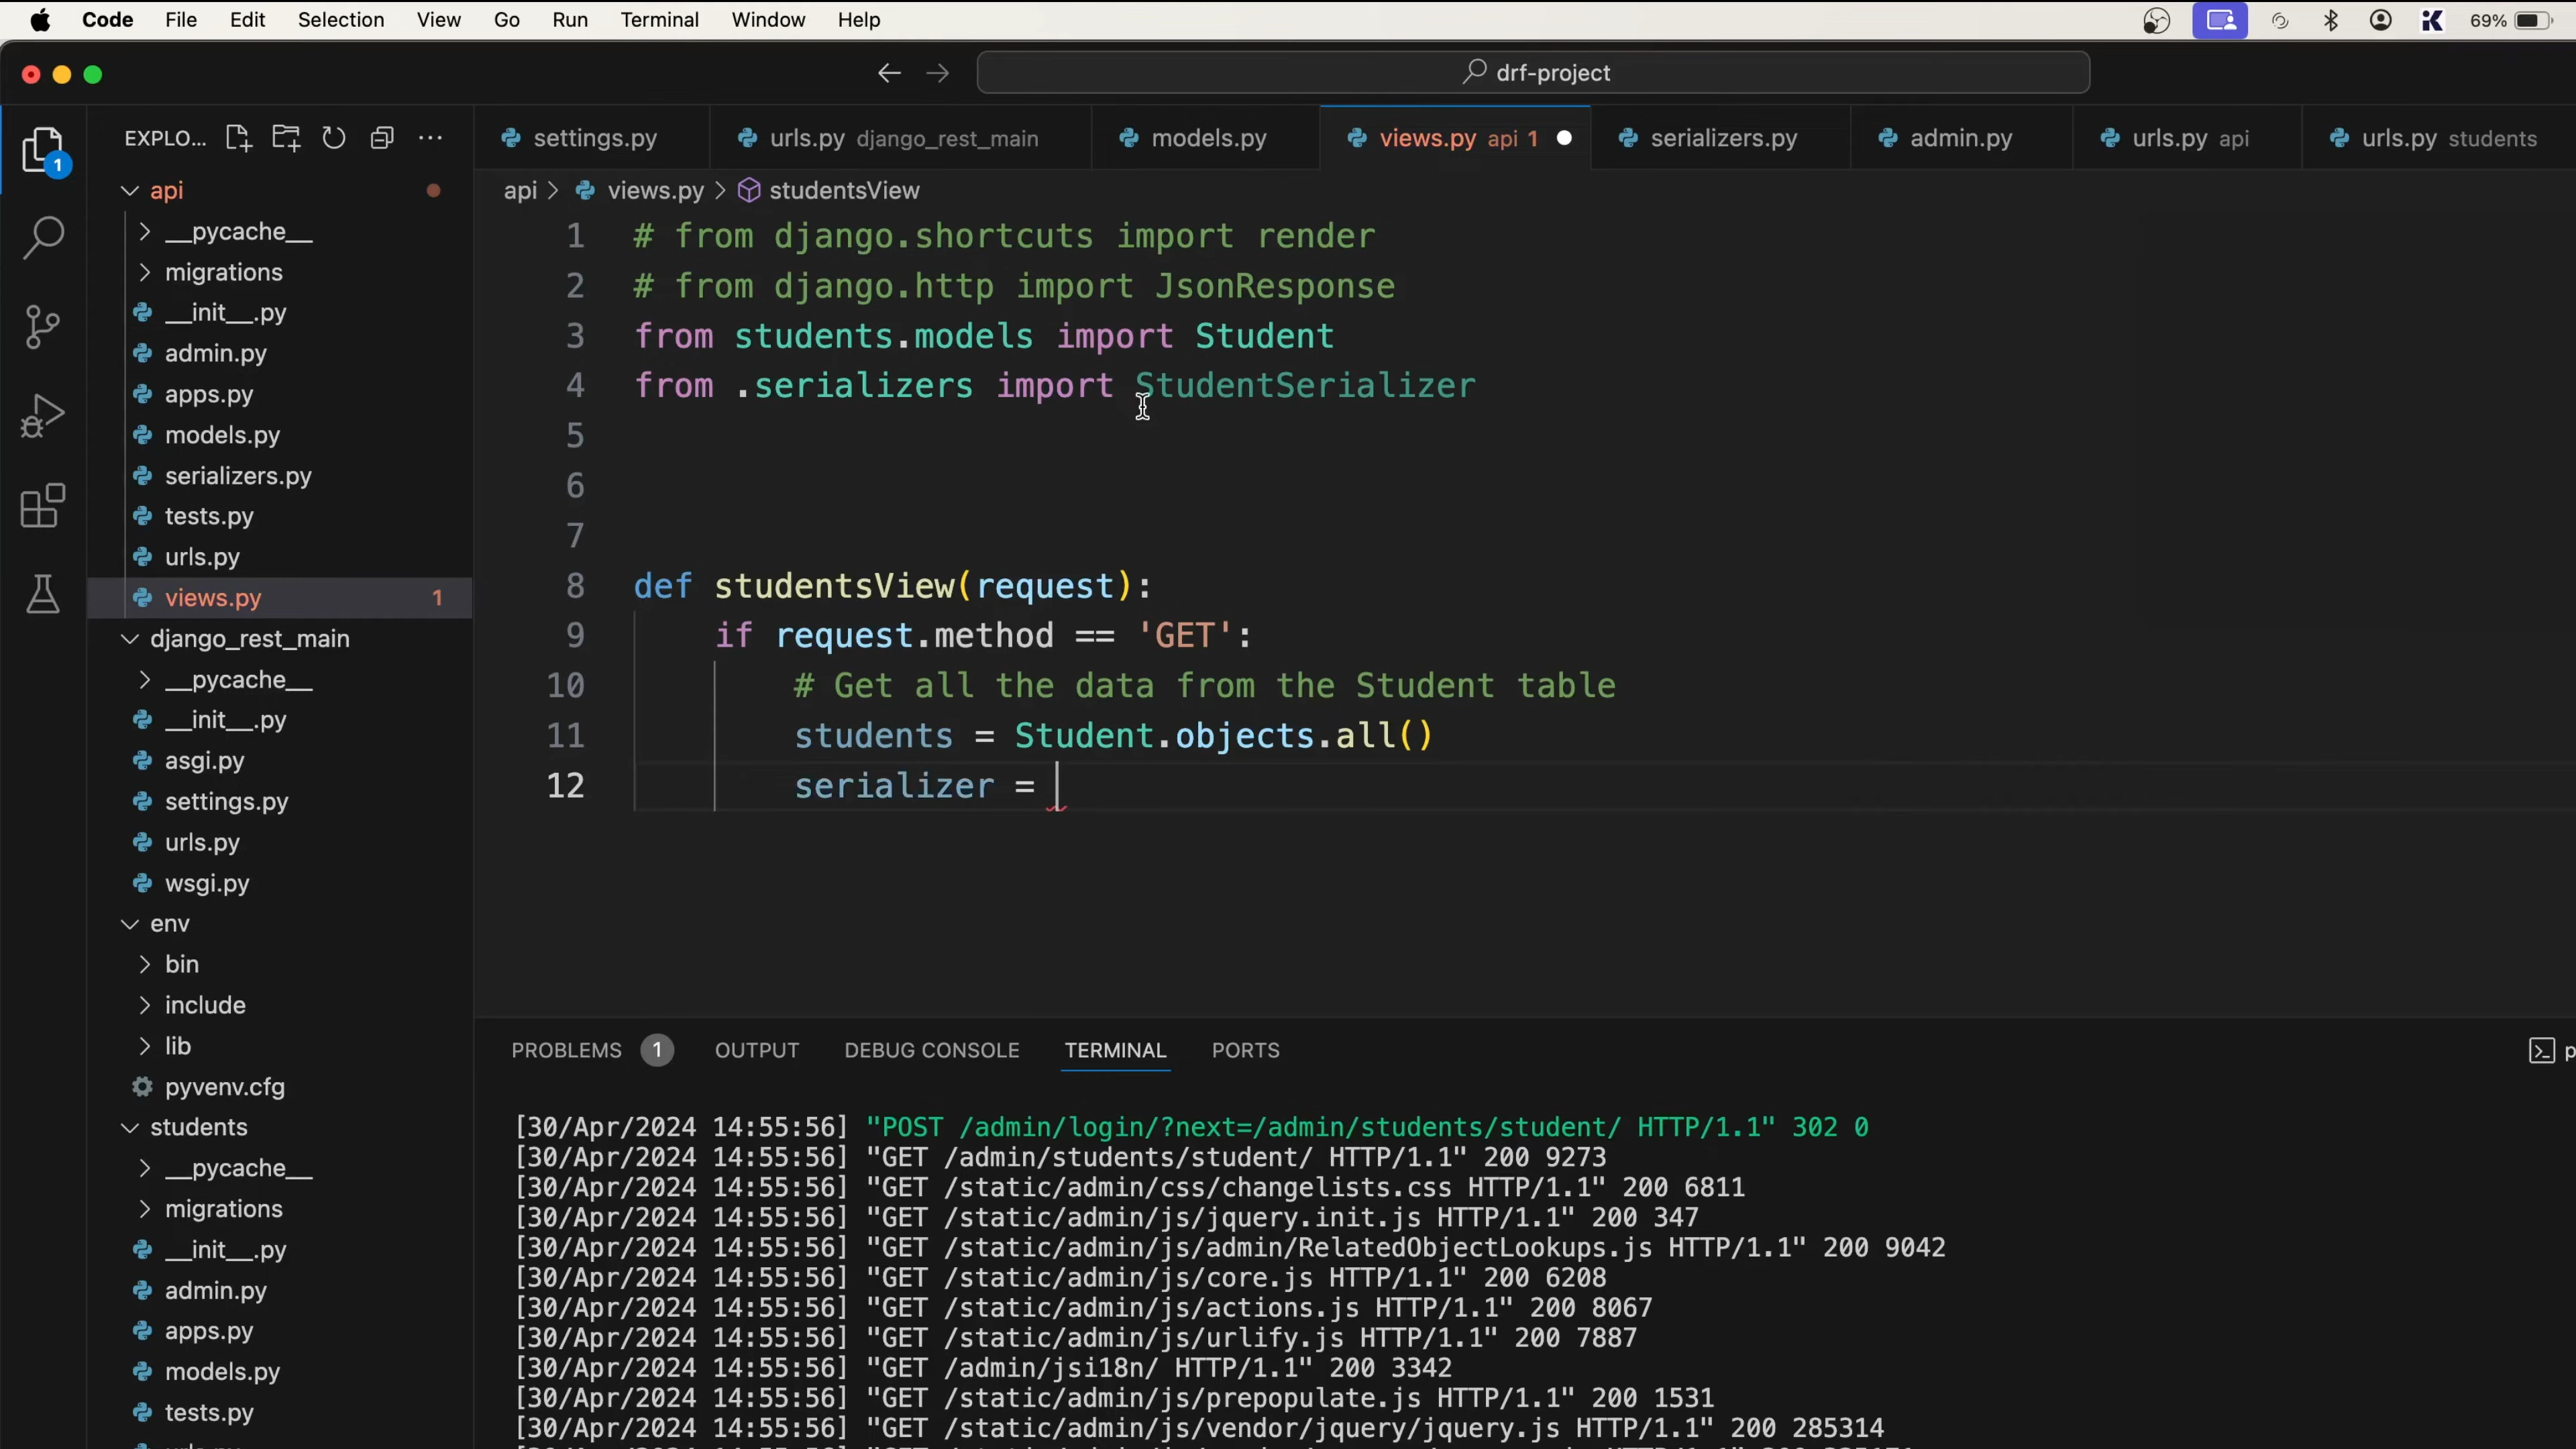 Code File Edit Selection View Go Run Terminal Window Help 69%
drf-project
EXPLO...
1
api
__pycache__
migrations
__init__.py
admin.py
apps.py
models.py
serializers.py
tests.py
urls.py
views.py 1
django_rest_main
__pycache__
__init__.py
asgi.py
settings.py
urls.py
wsgi.py
env
bin
include
lib
pyvenv.cfg
students
__pycache__
migrations
__init__.py
admin.py
apps.py
models.py
tests.py
settings.py urls.py django_rest_main models.py views.py api 1 serializers.py admin.py urls.py api urls.py students
api > views.py > studentsView
1 # from django.shortcuts import render
2 # from django.http import JsonResponse
3 from students.models import Student
4 from .serializers import StudentSerializer
5
6
7
8 def studentsView(request):
9 if request.method == 'GET':
10 # Get all the data from the Student table
11 students = Student.objects.all()
12 serializer =
PROBLEMS 1 OUTPUT DEBUG CONSOLE TERMINAL PORTS
[30/Apr/2024 14:55:56] "POST /admin/login/?next=/admin/students/student/ HTTP/1.1" 302 0
[30/Apr/2024 14:55:56] "GET /admin/students/student/ HTTP/1.1" 200 9273
[30/Apr/2024 14:55:56] "GET /static/admin/css/changelists.css HTTP/1.1" 200 6811
[30/Apr/2024 14:55:56] "GET /static/admin/js/jquery.init.js HTTP/1.1" 200 347
[30/Apr/2024 14:55:56] "GET /static/admin/js/admin/RelatedObjectLookups.js HTTP/1.1" 200 9042
[30/Apr/2024 14:55:56] "GET /static/admin/js/core.js HTTP/1.1" 200 6208
[30/Apr/2024 14:55:56] "GET /static/admin/js/actions.js HTTP/1.1" 200 8067
[30/Apr/2024 14:55:56] "GET /static/admin/js/urlify.js HTTP/1.1" 200 7887
[30/Apr/2024 14:55:56] "GET /admin/jsi18n/ HTTP/1.1" 200 3342
[30/Apr/2024 14:55:56] "GET /static/admin/js/prepopulate.js HTTP/1.1" 200 1531
[30/Apr/2024 14:55:56] "GET /static/admin/js/vendor/jquery/jquery.js HTTP/1.1" 200 285314